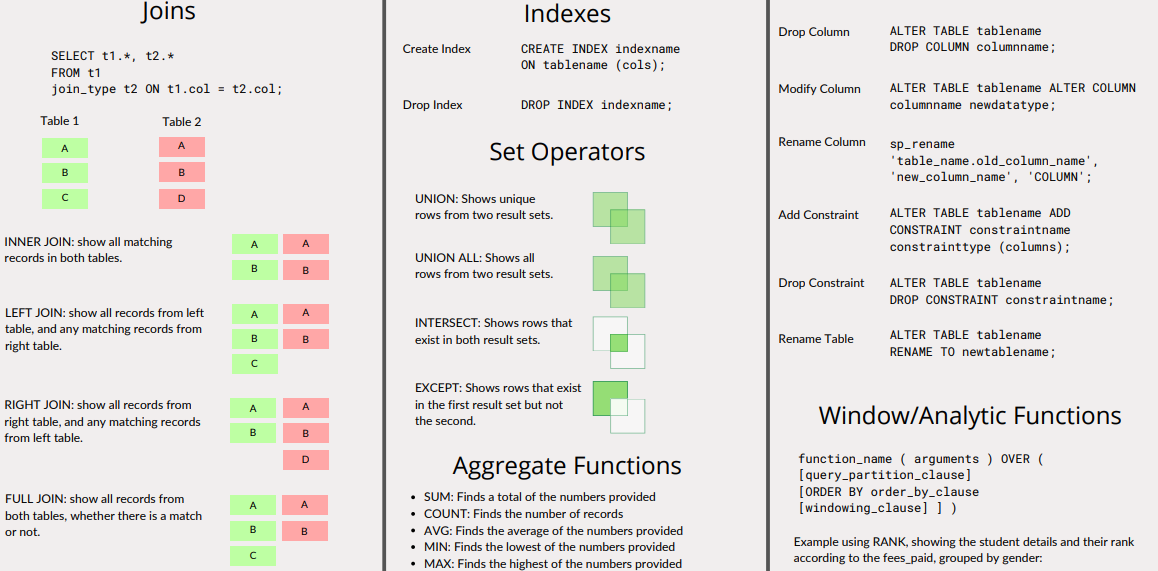 Joins
SELECT t1.*, t2.*
FROM t1
join_type t2 ON t1.col = t2.col;
Table 1
Table 2
A
A
B
B
C
D
INNER JOIN: show all matching
records in both tables.
A
A
B
B
LEFT JOIN: show all records from left
table, and any matching records from
right table.
A
A
B
B
C
RIGHT JOIN: show all records from
right table, and any matching records
from left table.
A
A
B
B
D
FULL JOIN: show all records from
both tables, whether there is a match
or not.
A
A
B
B
C
Indexes
Create Index
CREATE INDEX indexname
ON tablename (cols);
Drop Index
DROP INDEX indexname;
Set Operators
UNION: Shows unique
rows from two result sets.
UNION ALL: Shows all
rows from two result sets.
INTERSECT: Shows rows that
exist in both result sets.
EXCEPT: Shows rows that exist
in the first result set but not
the second.
Aggregate Functions
• SUM: Finds a total of the numbers provided
• COUNT: Finds the number of records
• AVG: Finds the average of the numbers provided
• MIN: Finds the lowest of the numbers provided
• MAX: Finds the highest of the numbers provided
Drop Column
ALTER TABLE tablename
DROP COLUMN columnname;
Modify Column
ALTER TABLE tablename ALTER COLUMN
columnname newdatatype;
Rename Column
sp_rename
'table_name.old_column_name',
'new_column_name', 'COLUMN';
Add Constraint
ALTER TABLE tablename ADD
CONSTRAINT constraintname
constrainttype (columns);
Drop Constraint
ALTER TABLE tablename
DROP CONSTRAINT constraintname;
Rename Table
ALTER TABLE tablename
RENAME TO newtablename;
Window/Analytic Functions
function_name ( arguments ) OVER (
[query_partition_clause]
[ORDER BY order_by_clause
[windowing_clause] ] )
Example using RANK, showing the student details and their rank
according to the fees_paid, grouped by gender: